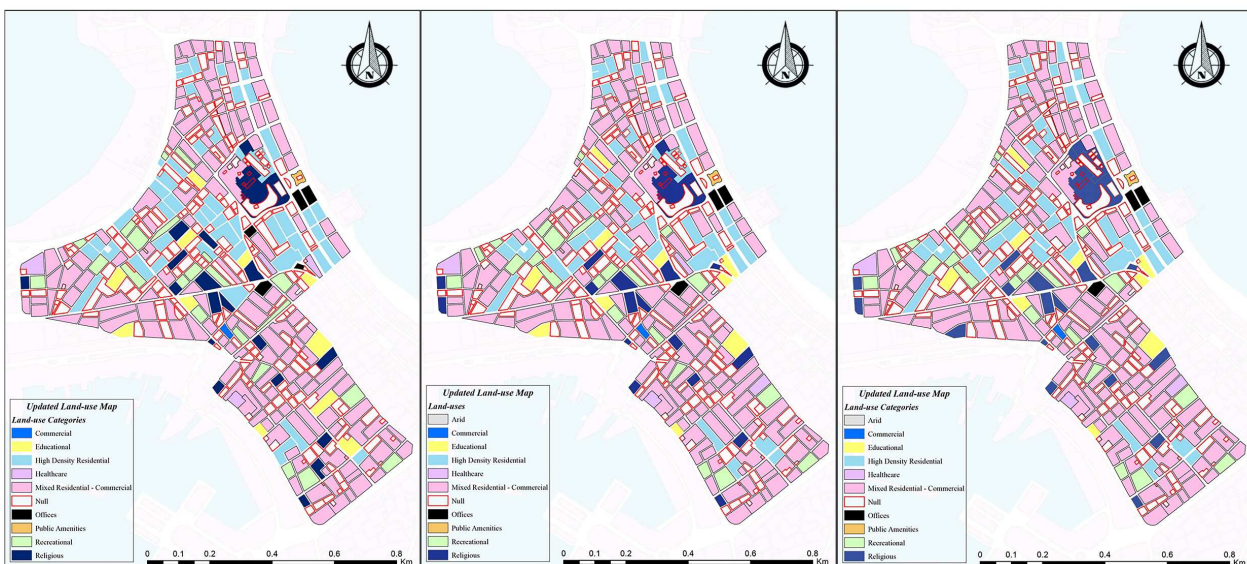 N
Updated Land-use Map
Land-use Categories
Commercial
Educational
High Density Residential
Healthcare
Mixed Residential - Commercial
Null
Offices
Public Amenities
Recreational
Religious
0 0.1 0.2 0.4 0.6 0.8
Km
N
Updated Land-use Map
Land-uses
Arid
Commercial
Educational
High Density Residential
Healthcare
Mixed Residential - Commercial
Null
Offices
Public Amenities
Recreational
Religious
0 0.1 0.2 0.4 0.6 0.8
Km
N
Updated Land-use Map
Land-use Categories
Arid
Commercial
Educational
High Density Residential
Healthcare
Mixed Residential - Commercial
Null
Offices
Public Amenities
Recreational
Religious
0 0.1 0.2 0.4 0.6 0.8
Km